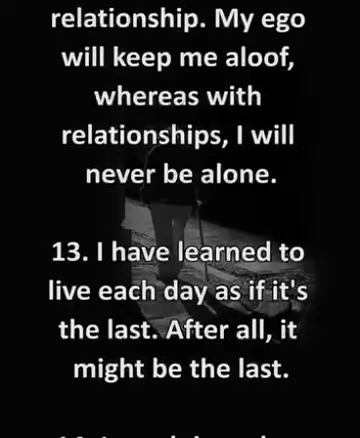 relationship. My ego
will keep me aloof,
whereas with
relationships, I will
never be alone.
13. I have learned to
live each day as if it's
the last. After all, it
might be the last.